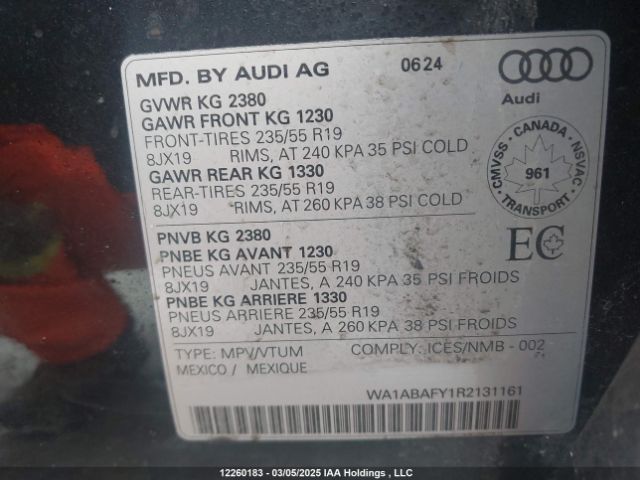 MFD. BY AUDI AG 0624
Audi
GVWR KG 2380
GAWR FRONT KG 1230
FRONT-TIRES 235/55 R19
8JX19 RIMS, AT 240 KPA 35 PSI COLD
GAWR REAR KG 1330
REAR-TIRES 235/55 R19
8JX19 RIMS, AT 260 KPA 38 PSI COLD
CMVSS - CANADA - NSVAC
961
TRANSPORT
PNVB KG 2380
PNBE KG AVANT 1230
PNEUS AVANT 235/55 R19
8JX19 JANTES, A 240 KPA 35 PSI FROIDS
PNBE KG ARRIERE 1330
PNEUS ARRIERE 235/55 R19
8JX19 JANTES, A 260 KPA 38 PSI FROIDS
EC
TYPE: MPV/VTUM COMPLY: ICES/NMB - 002
MEXICO / MEXIQUE
WA1ABAFY1R2131161
12260183 - 03/05/2025 IAA Holdings , LLC